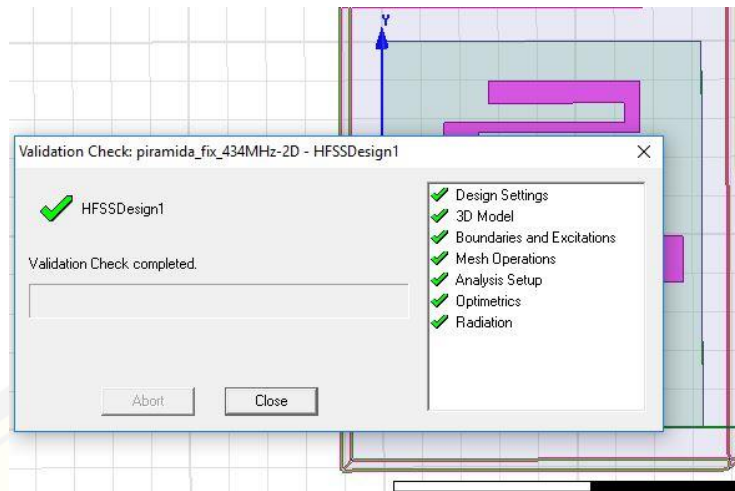 Y
Validation Check: piramida_fix_434MHz-2D - HFSSDesign1
HFSSDesign1
Validation Check completed.
Design Settings
3D Model
Boundaries and Excitations
Mesh Operations
Analysis Setup
Optimetrics
Radiation
Abort
Close